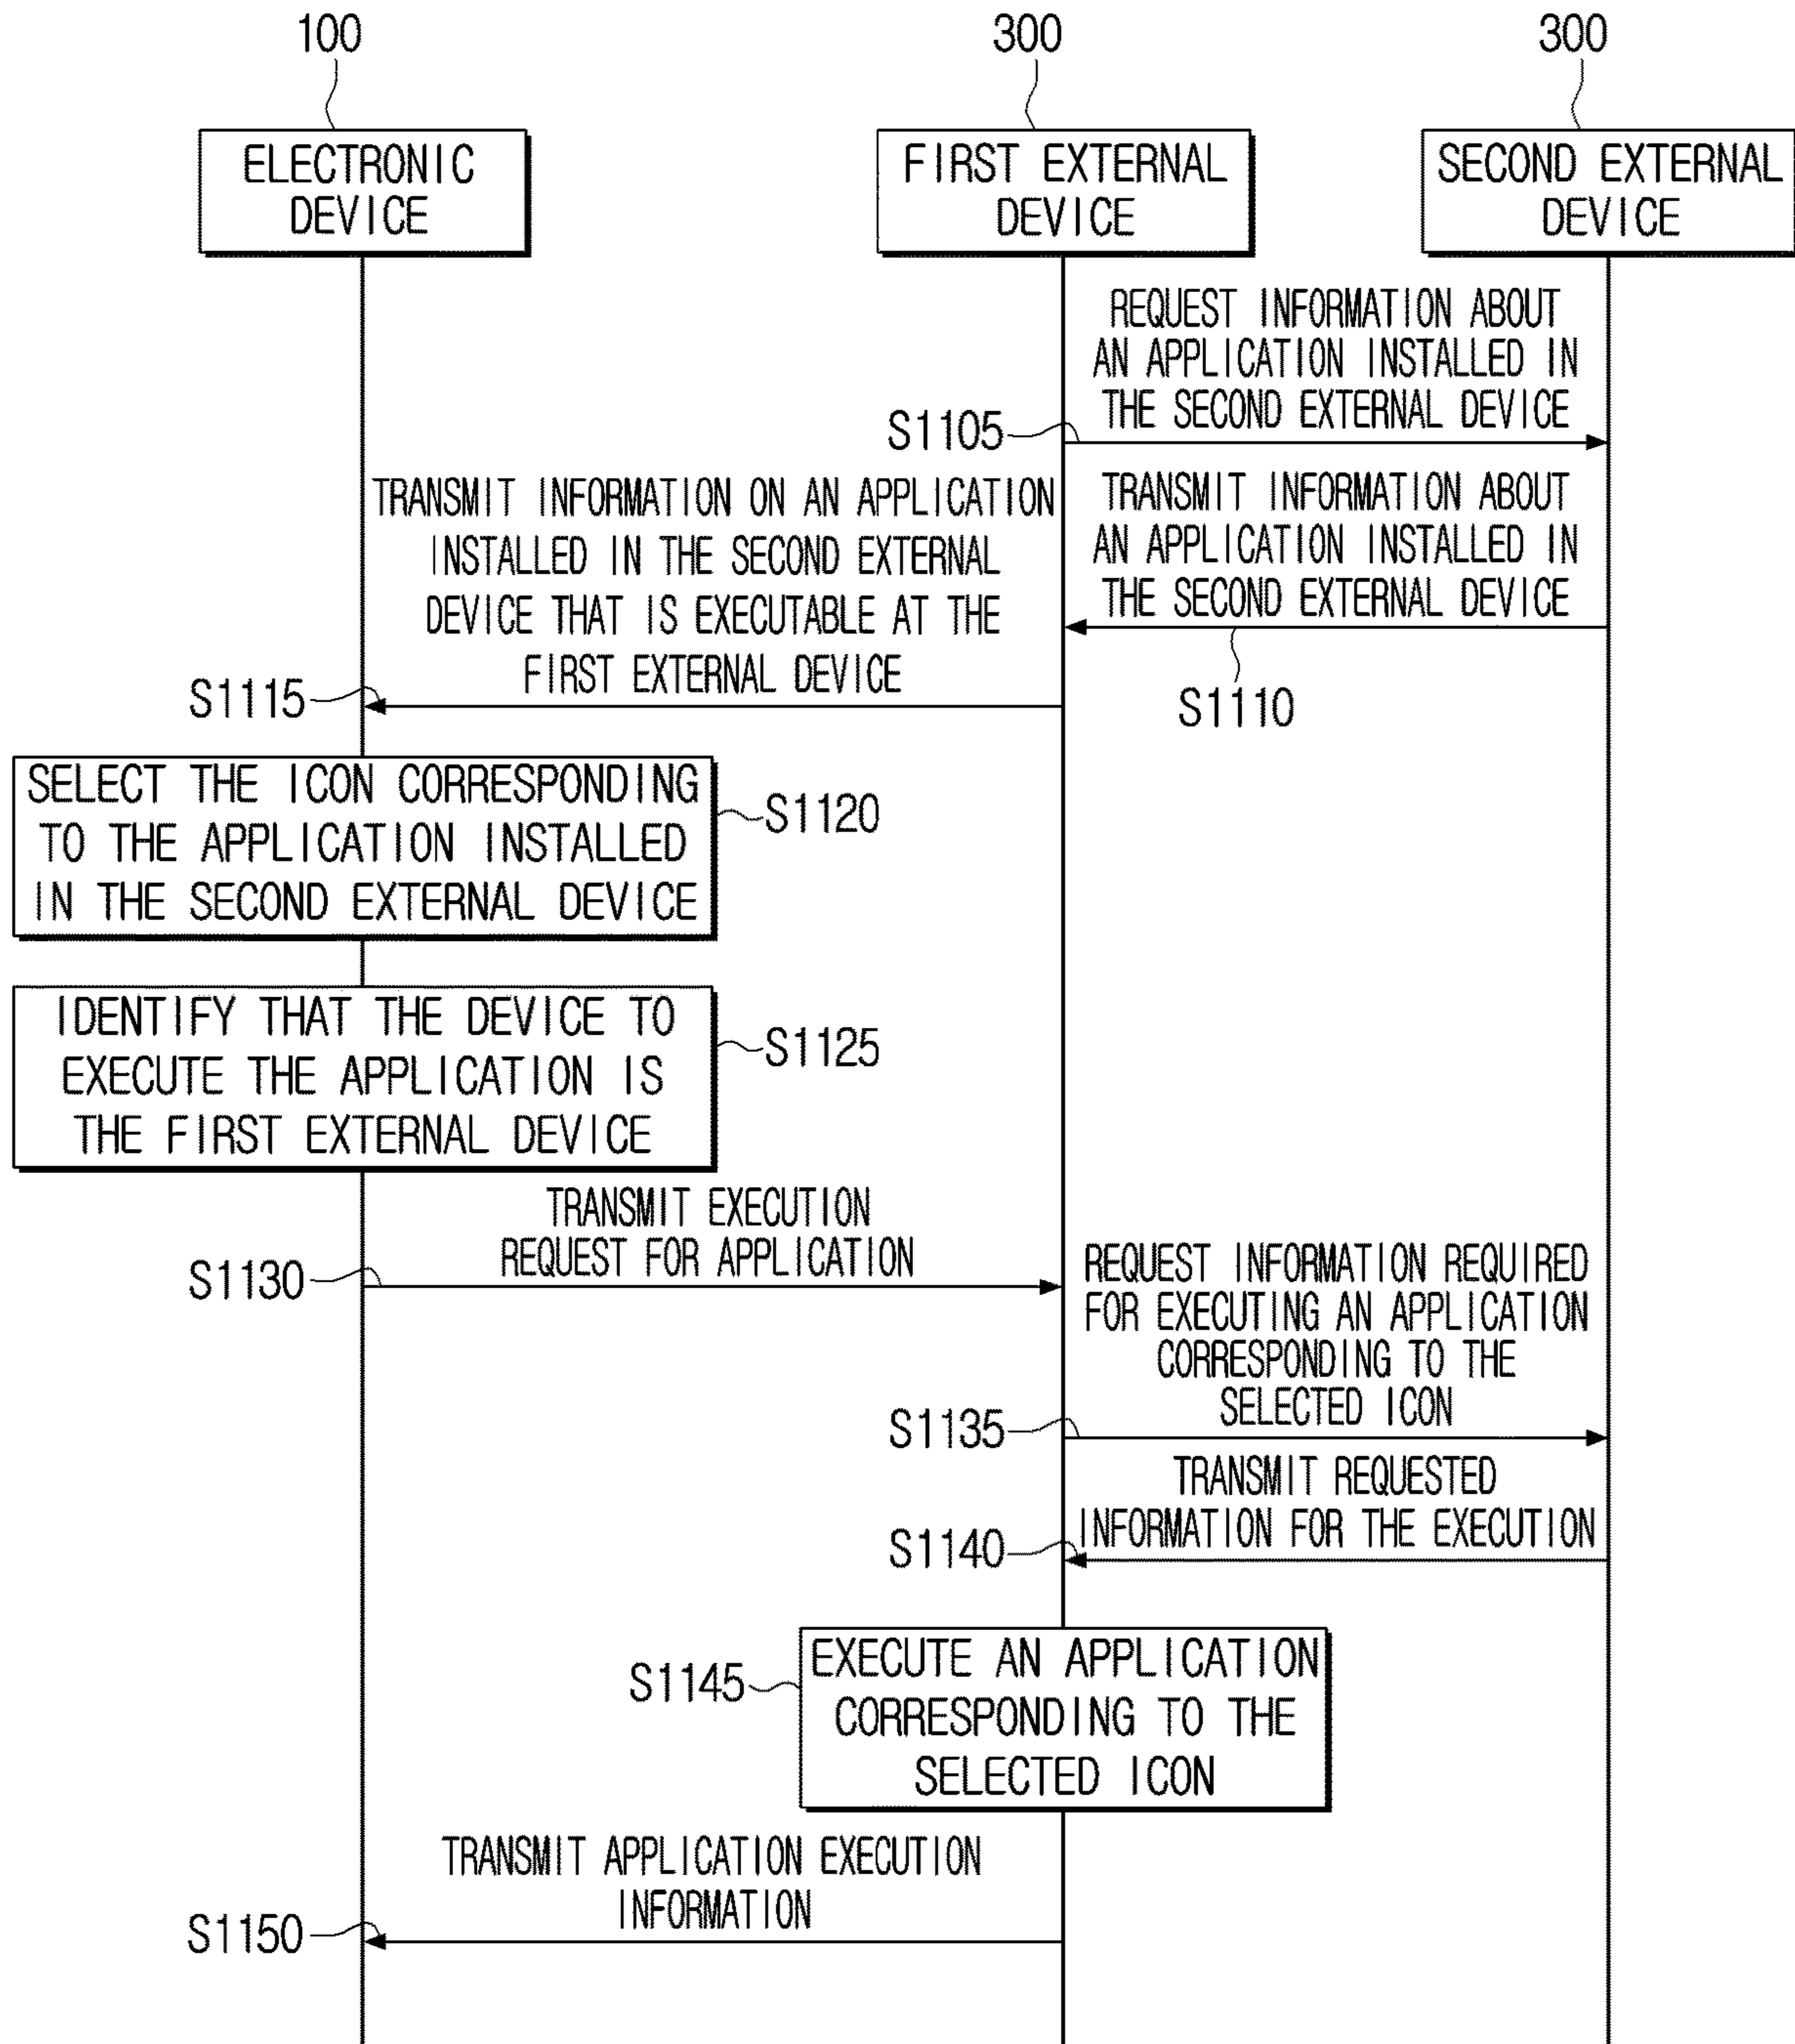 100
300
300
ELECTRONIC
DEVICE
FIRST EXTERNAL
DEVICE
SECOND EXTERNAL
DEVICE
REQUEST INFORMATION ABOUT
AN APPLICATION INSTALLED IN
THE SECOND EXTERNAL DEVICE
S1105
TRANSMIT INFORMATION ABOUT
AN APPLICATION INSTALLED IN
THE SECOND EXTERNAL DEVICE
S1110
TRANSMIT INFORMATION ON AN APPLICATION
INSTALLED IN THE SECOND EXTERNAL
DEVICE THAT IS EXECUTABLE AT THE
FIRST EXTERNAL DEVICE
S1115
SELECT THE ICON CORRESPONDING
TO THE APPLICATION INSTALLED
IN THE SECOND EXTERNAL DEVICE
S1120
IDENTIFY THAT THE DEVICE TO
EXECUTE THE APPLICATION IS
THE FIRST EXTERNAL DEVICE
S1125
TRANSMIT EXECUTION
REQUEST FOR APPLICATION
S1130
REQUEST INFORMATION REQUIRED
FOR EXECUTING AN APPLICATION
CORRESPONDING TO THE
SELECTED ICON
S1135
TRANSMIT REQUESTED
INFORMATION FOR THE EXECUTION
S1140
EXECUTE AN APPLICATION
CORRESPONDING TO THE
SELECTED ICON
S1145
TRANSMIT APPLICATION EXECUTION
INFORMATION
S1150